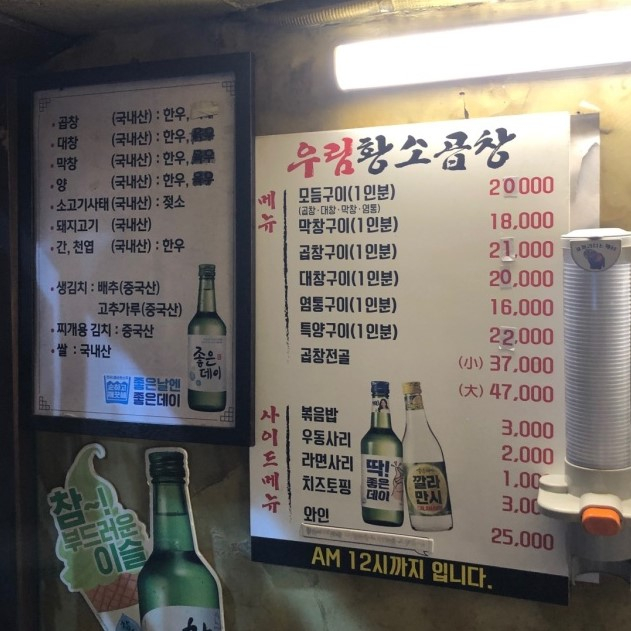 · 곱창 (국내산) : 한우,
· 대창 (국내산) : 한우,
· 막창 (국내산) : 한우,
· 양 (국내산) : 한우,
· 소고기사태 (국내산) : 젖소
· 돼지고기 (국내산)
· 간, 천엽 (국내산) : 한우
· 생김치 : 배추(중국산)
고추가루(중국산)
· 찌개용 김치 : 중국산
· 쌀 : 국내산
좋은
데이
좋은날엔
좋은데이
참~!
부드러운
이슬
우림황소곱창
메뉴
모듬구이(1인분) 20,000
(곱창·대창·막창·염통)
막창구이(1인분) 18,000
곱창구이(1인분) 21,000
대창구이(1인분) 20,000
염통구이(1인분) 16,000
특양구이(1인분) 22,000
곱창전골 (小) 37,000
(大) 47,000
사이드메뉴
볶음밥 3,000
우동사리 2,000
라면사리 1,00
치즈토핑 3,00
와인 25,000
딱!
좋은
데이
깔라
만시
AM 12시까지 입니다.